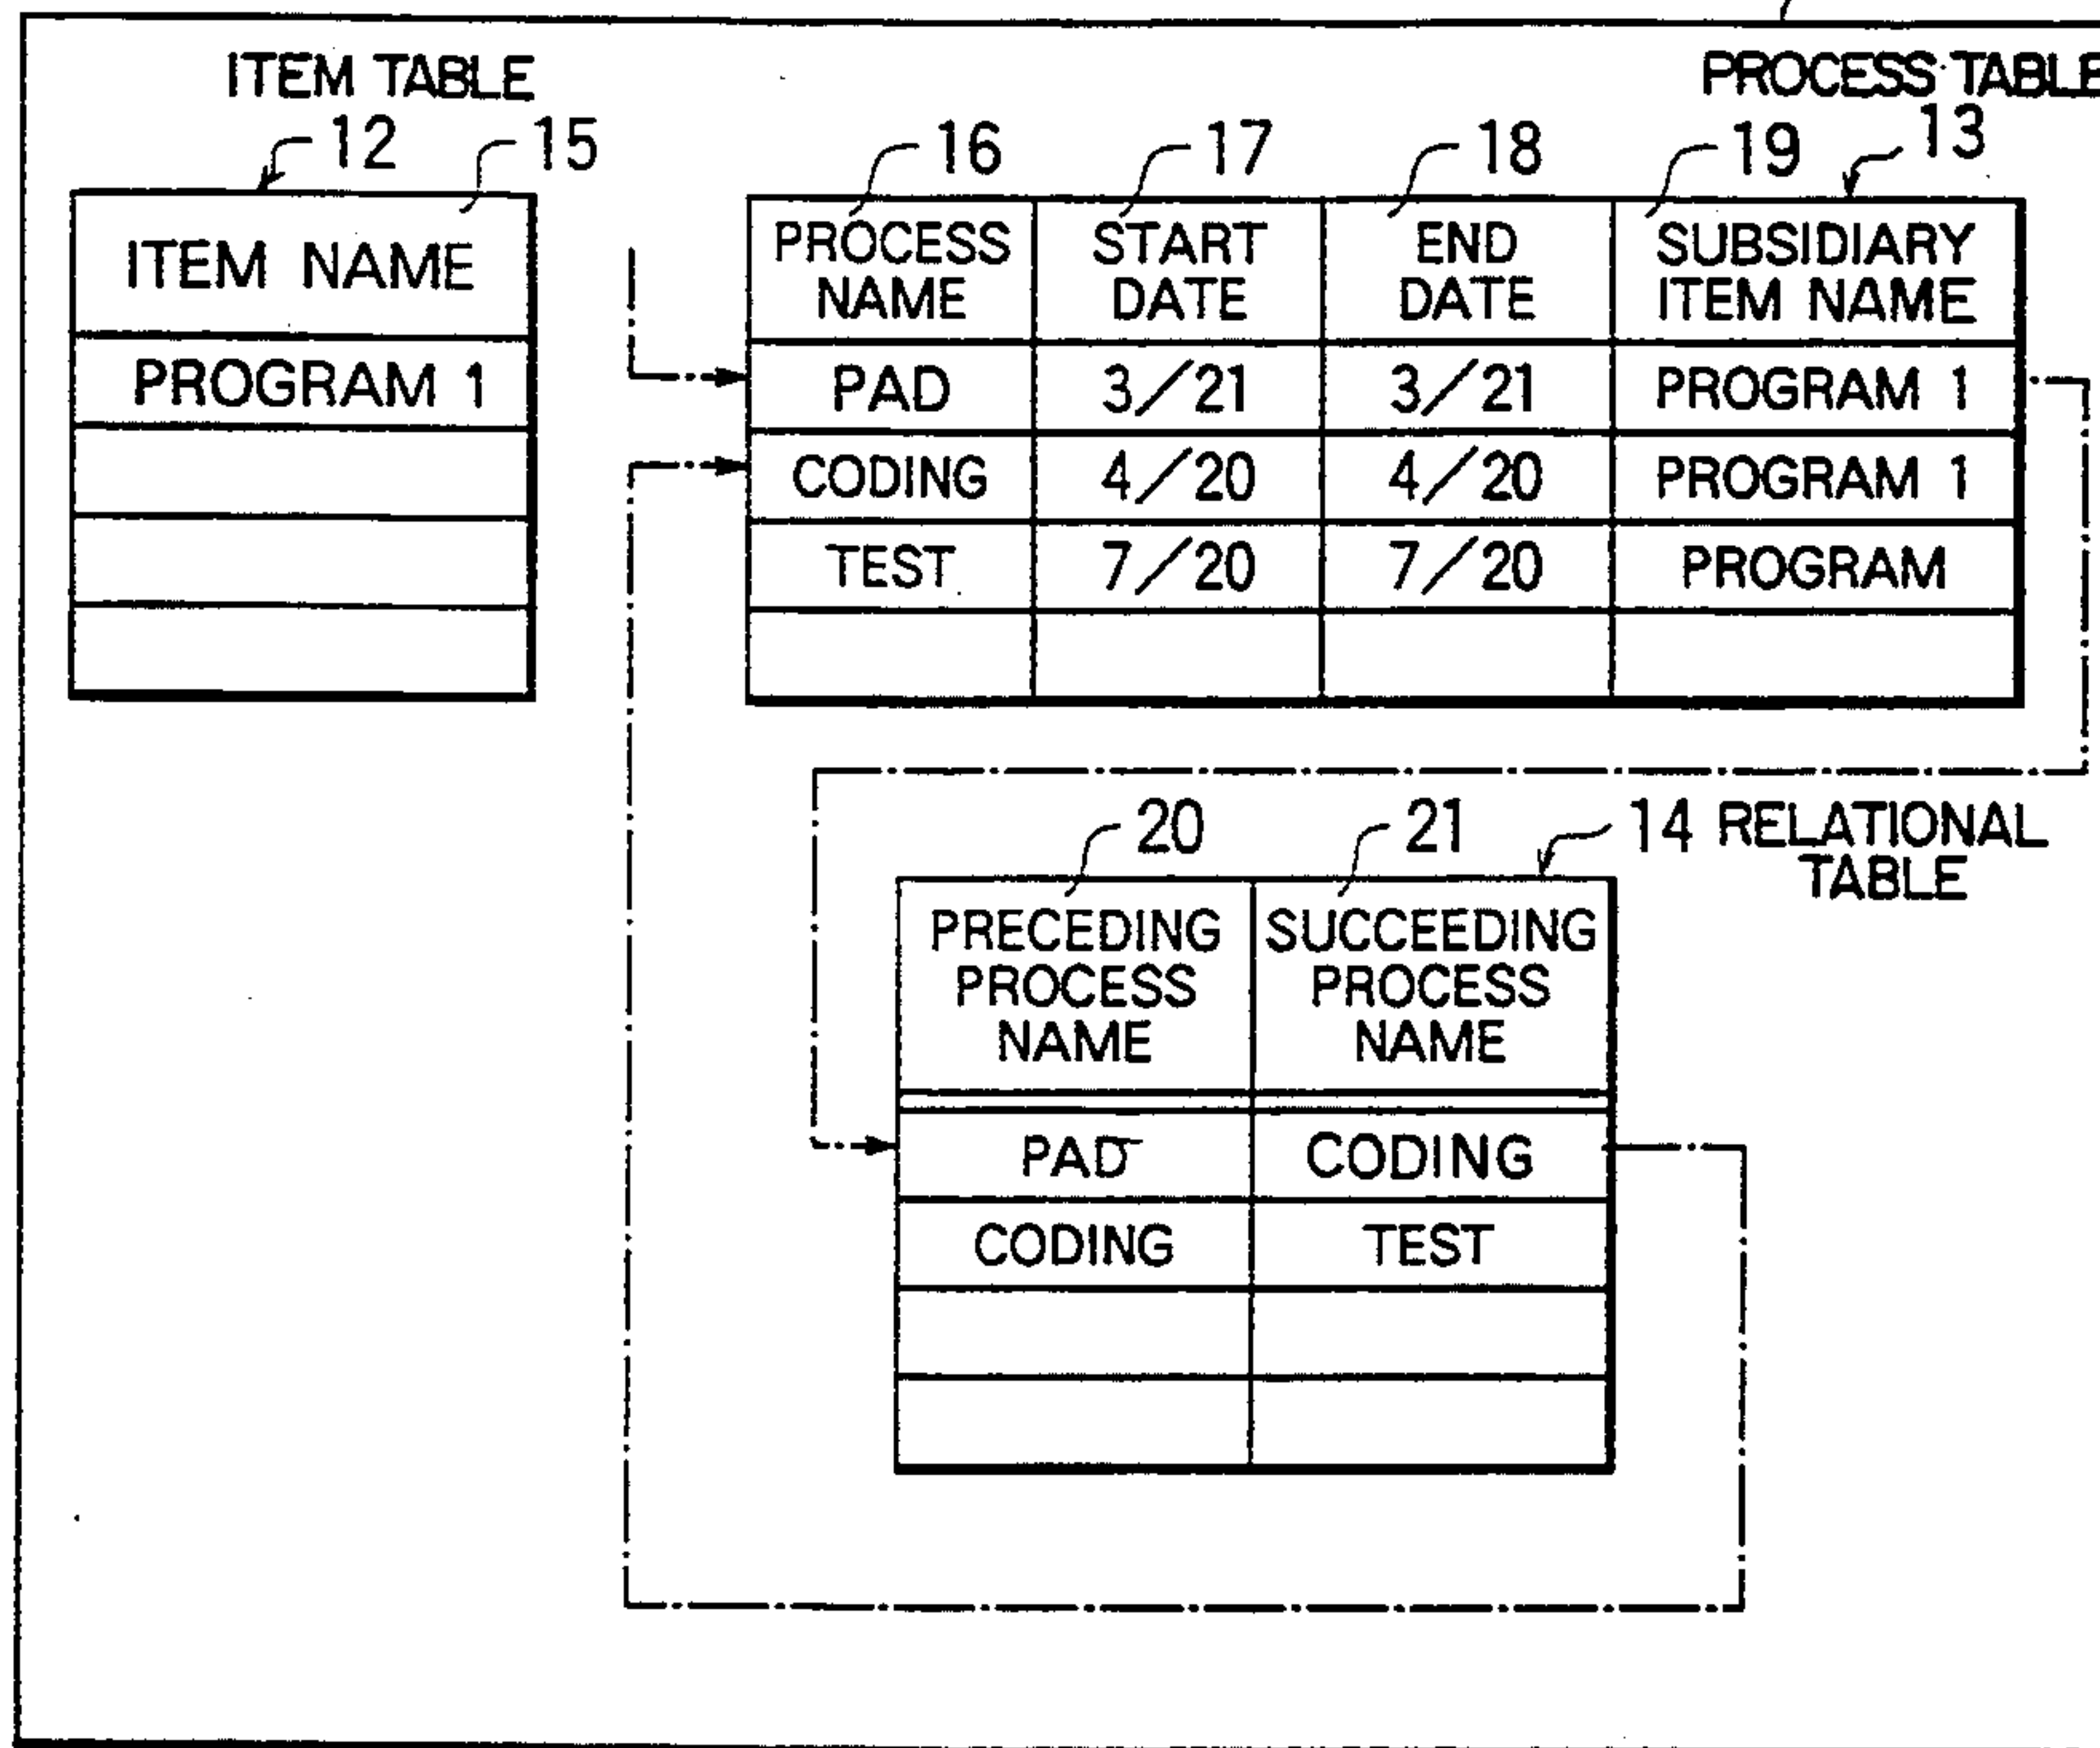 ITEM TABLE
12
15
ITEM NAME
PROGRAM 1
PROCESS TABLE
16
17
18
19
13
PROCESS NAME
START DATE
END DATE
SUBSIDIARY ITEM NAME
PAD 3/21 3/21 PROGRAM 1
CODING 4/20 4/20 PROGRAM 1
TEST 7/20 7/20 PROGRAM
20
21
14 RELATIONAL
TABLE
PRECEDING
PROCESS
NAME
SUCCEEDING
PROCESS
NAME
PAD CODING
CODING TEST